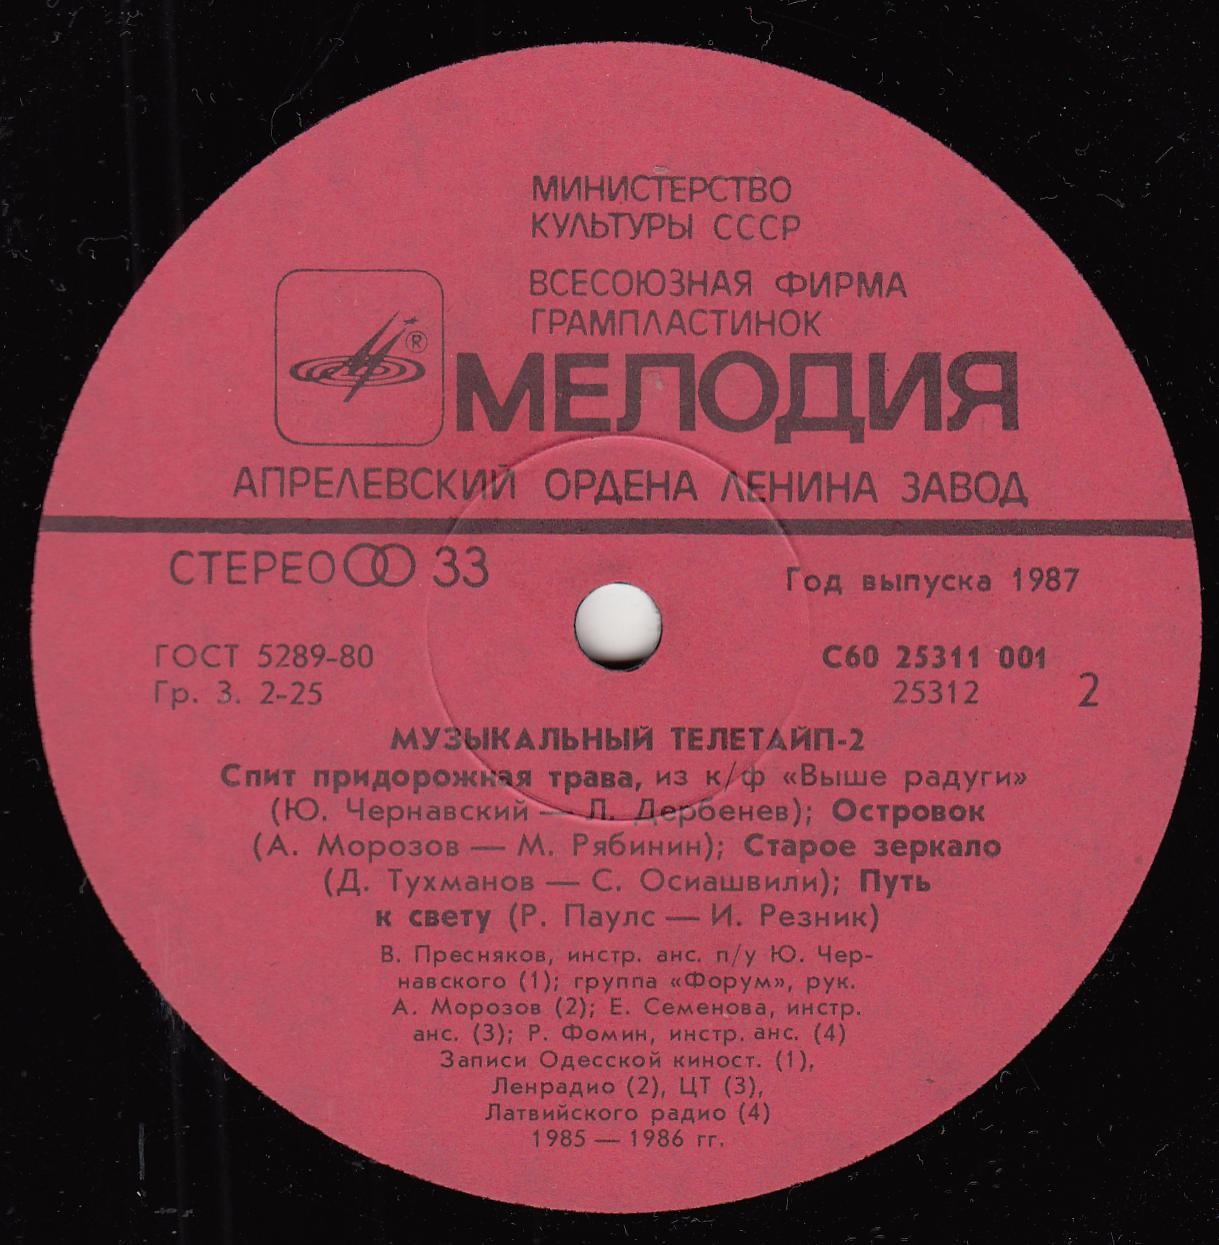 МИНИСТЕРСТВО
КУЛЬТУРЫ СССР
ВСЕСОЮЗНАЯ ФИРМА
ГРАМПЛАСТИНОК
®
МЕЛОДИЯ
АПРЕЛЕВСКИЙ ОРДЕНА ЛЕНИНА ЗАВОД
СТЕРЕО 33
Год выпуска 1987
ГОСТ 5289-80
С60 25311 001
Гр. 3. 2-25
25312 2
МУЗЫКАЛЬНЫЙ ТЕЛЕТАЙП-2
Спит придорожная трава, из к/ф «Выше радуги»
(Ю. Чернавский — Л. Дербенев); Островок
(А. Морозов — М. Рябинин); Старое зеркало
(Д. Тухманов — С. Осиашвили); Путь
к свету (Р. Паулс — И. Резник)
В. Пресняков, инстр. анс. п/у Ю. Чер-
навского (1); группа «Форум», рук.
А. Морозов (2); Е. Семенова, инстр.
анс. (3); Р. Фомин, инстр. анс. (4)
Записи Одесской киност. (1),
Ленрадио (2), ЦТ (3),
Латвийского радио (4)
1985 — 1986 гг.